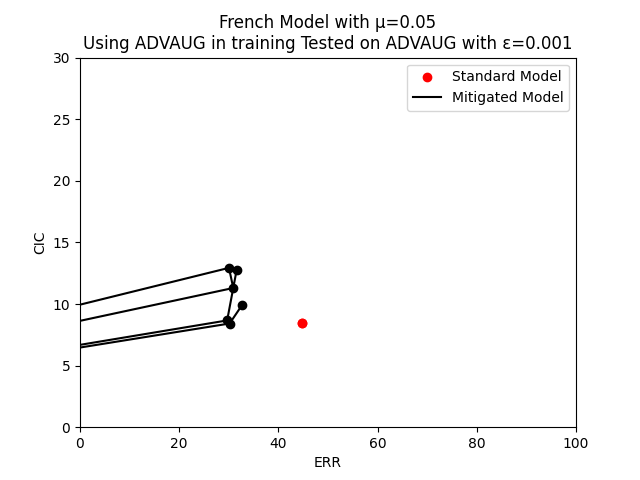 French Model with μ=0.05
Using ADVAUG in training Tested on ADVAUG with ε=0.001
30
25
20
15
10
5
0
CIC
Standard Model
Mitigated Model
0 20 40 60 80 100
ERR